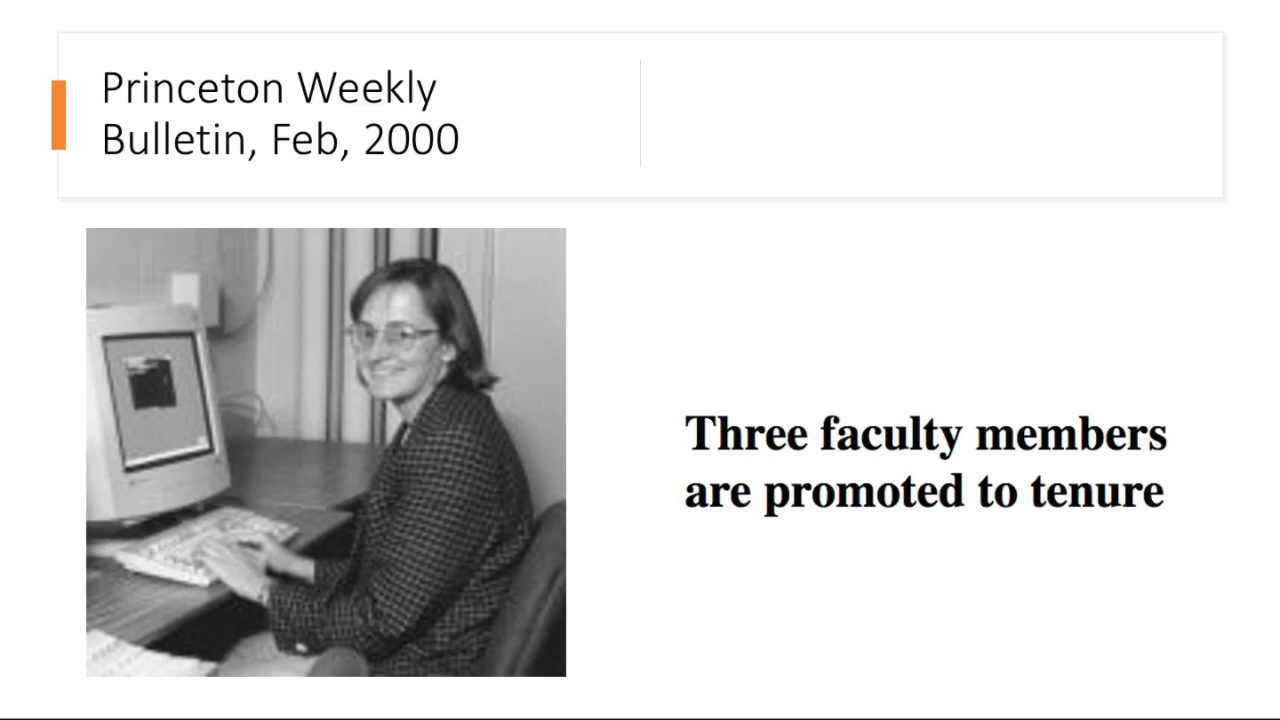 Princeton Weekly
Bulletin, Feb, 2000
Three faculty members
are promoted to tenure